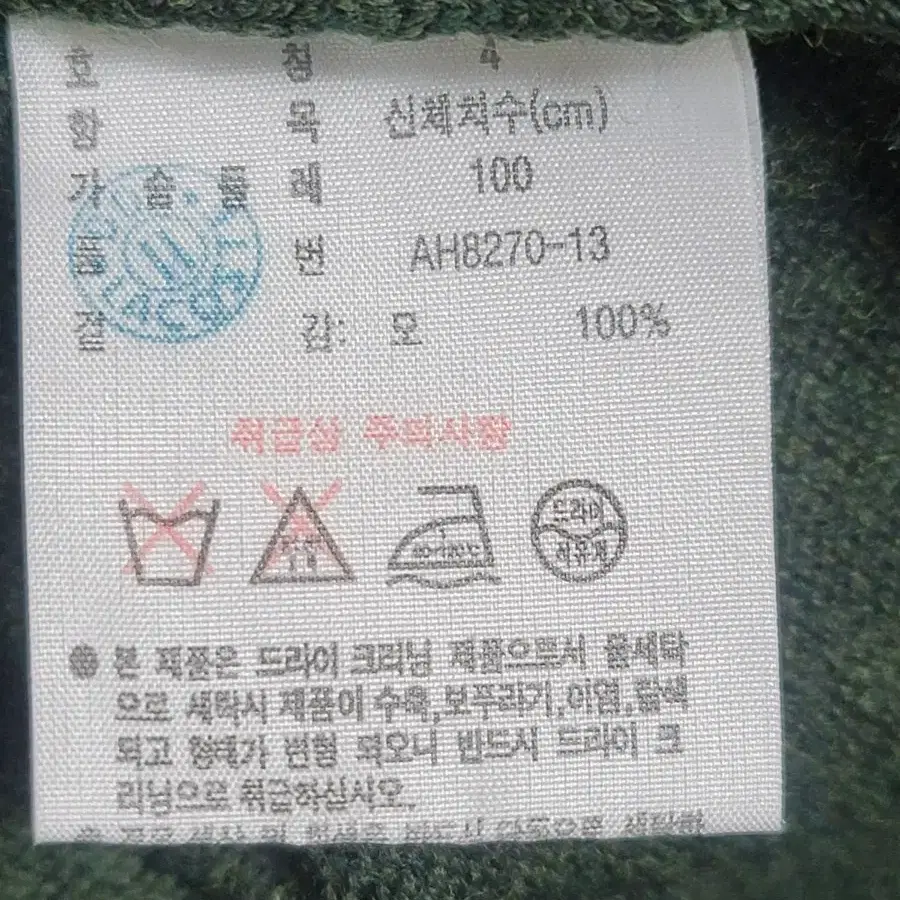 호 칭 4
항 목 신체치수(cm)
가 슴 둘 레 100
품 번 AH8270-13
겉 감: 모 100%
취급상 주의사항
80~120℃
드라이
석유계
본 제품은 드라이 크리닝 제품으로서 물세탁
으로 세탁시 제품이 수축,보푸라기,이염,탈색
되고 형태가 변형 되오니 반드시 드라이 크
리닝으로 취급하십시오.